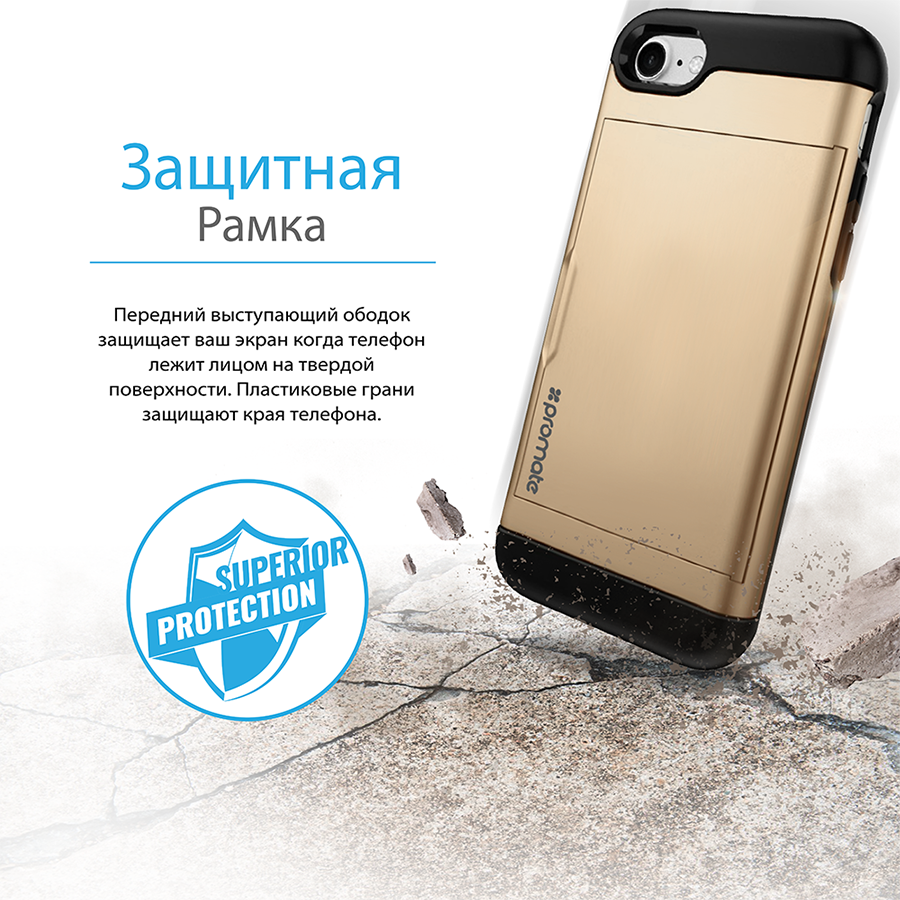 Защитная
Рамка
Передний выступающий ободок
защищает ваш экран когда телефон
лежит лицом на твердой
поверхности. Пластиковые грани
защищают края телефона.
SUPERIOR
PROTECTION
promate